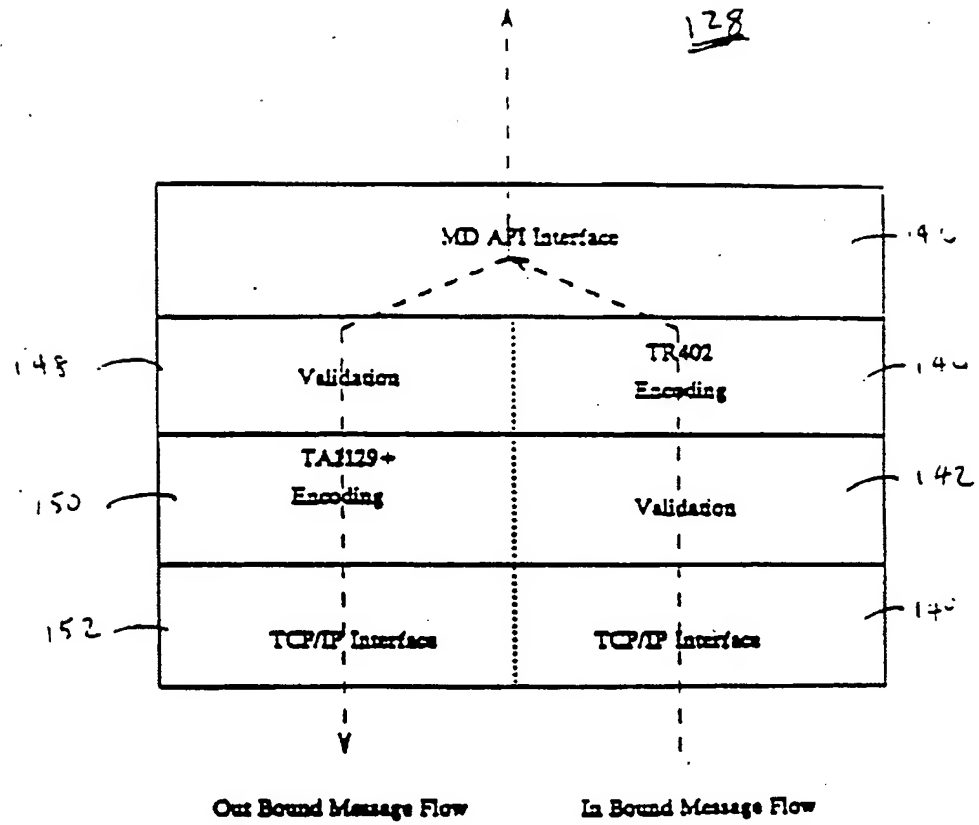 128
MD API Interface
148
Validation
TR402
Encoding
150
Encoding
142
Validation
152
TCP/IP Interface
TCP/IP Interface
Out Bound Message Flow
In Bound Message Flow